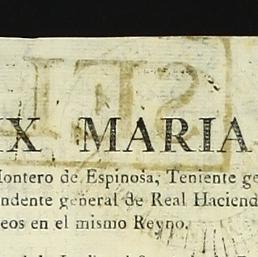 X MARIA
Montero de Espinosa, Teniente ge
ndente general de Real Haciend
eos en el mismo Reyno.